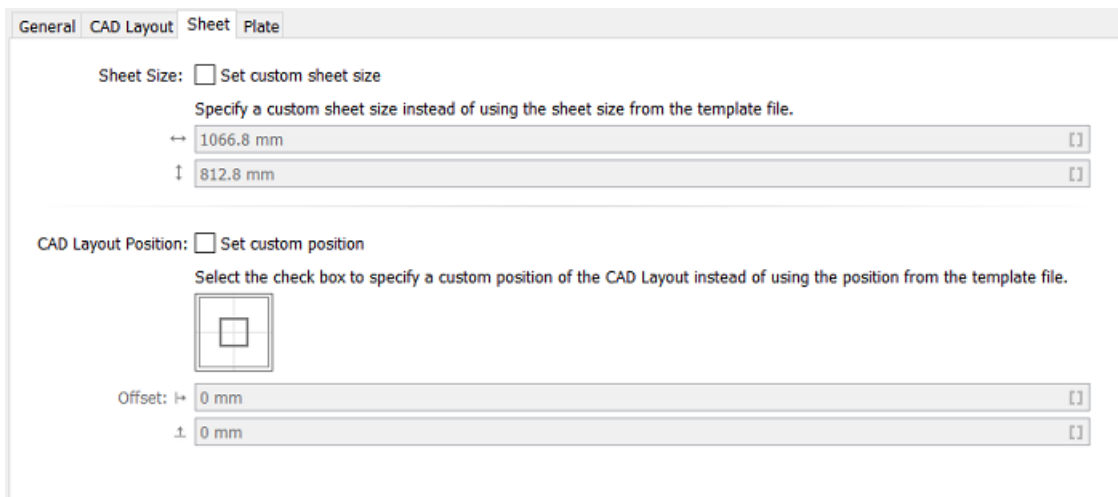 General CAD Layout Sheet Plate
Sheet Size: Set custom sheet size
Specify a custom sheet size instead of using the sheet size from the template file.
1066.8 mm []
812.8 mm []
CAD Layout Position: Set custom position
Select the check box to specify a custom position of the CAD Layout instead of using the position from the template file.
Offset: 0 mm []
0 mm []